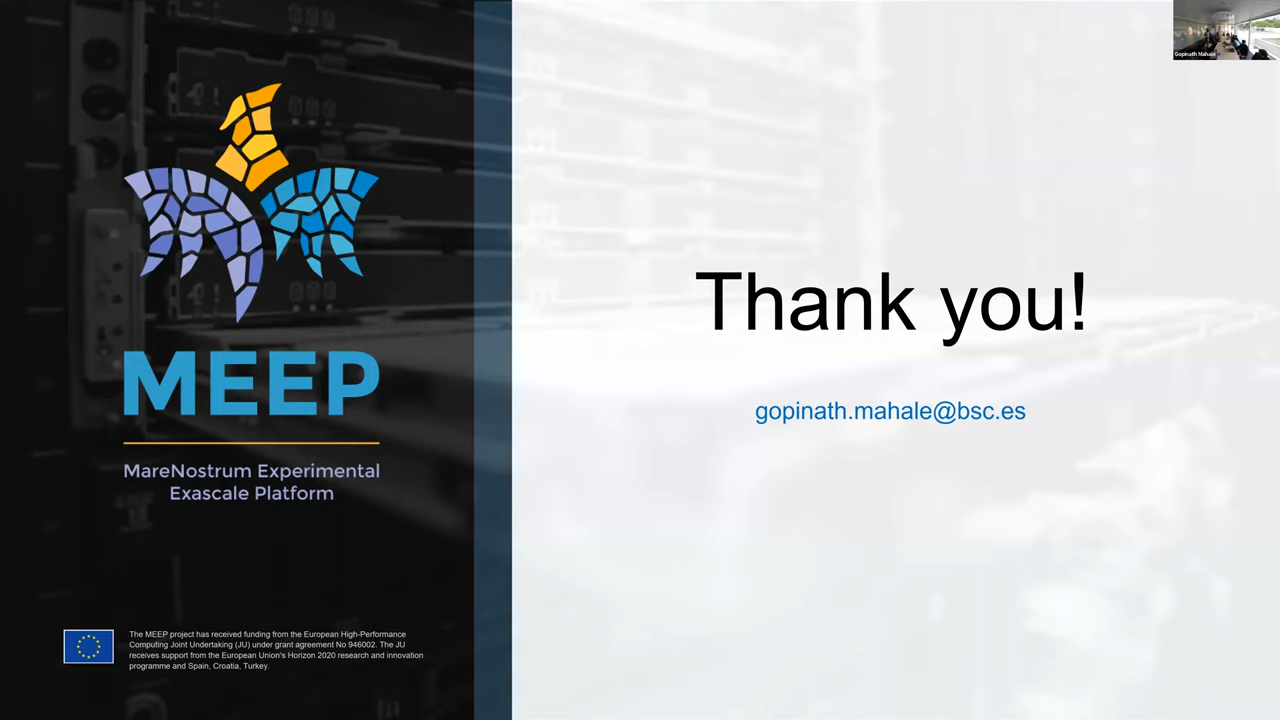 Gopinath Mahale
MEEP
MareNostrum Experimental
Exascale Platform
The MEEP project has received funding from the European High-Performance
Computing Joint Undertaking (JU) under grant agreement No 946002. The JU
receives support from the European Union's Horizon 2020 research and innovation
programme and Spain, Croatia, Turkey.
Thank you!
gopinath.mahale@bsc.es